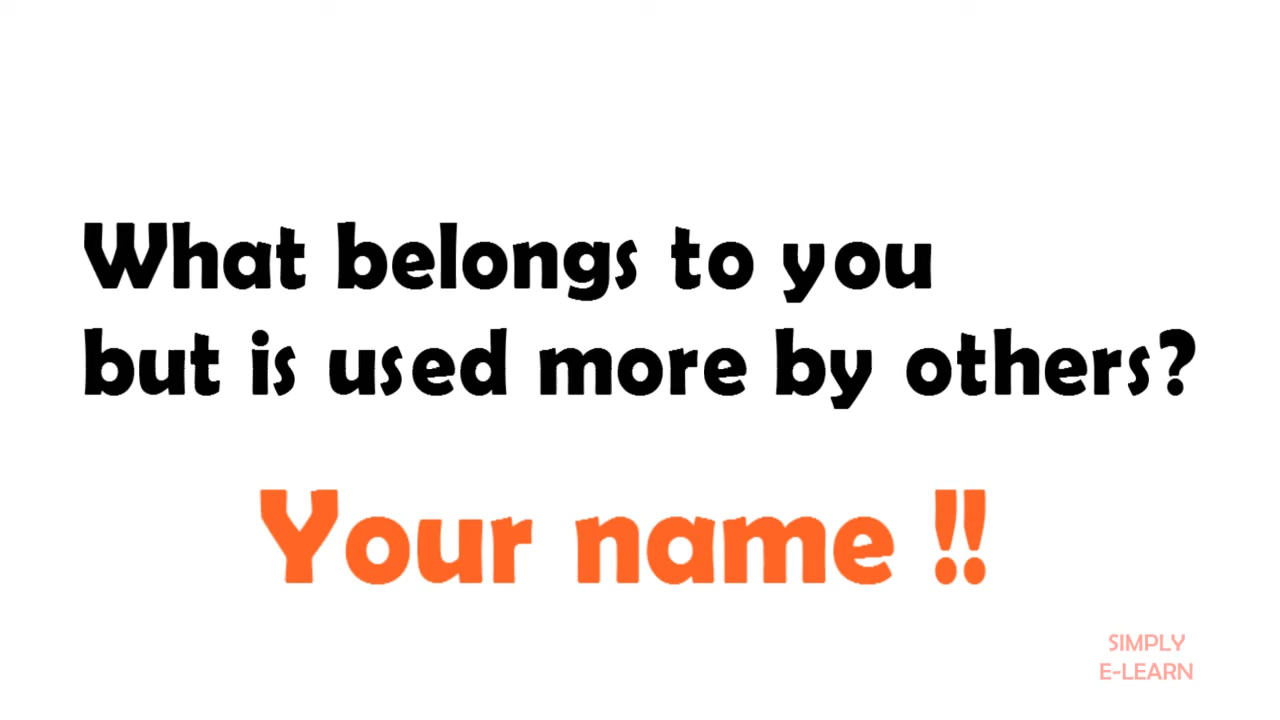 What belongs to you
but is used more by others?
Your name !!
SIMPLY
E-LEARN